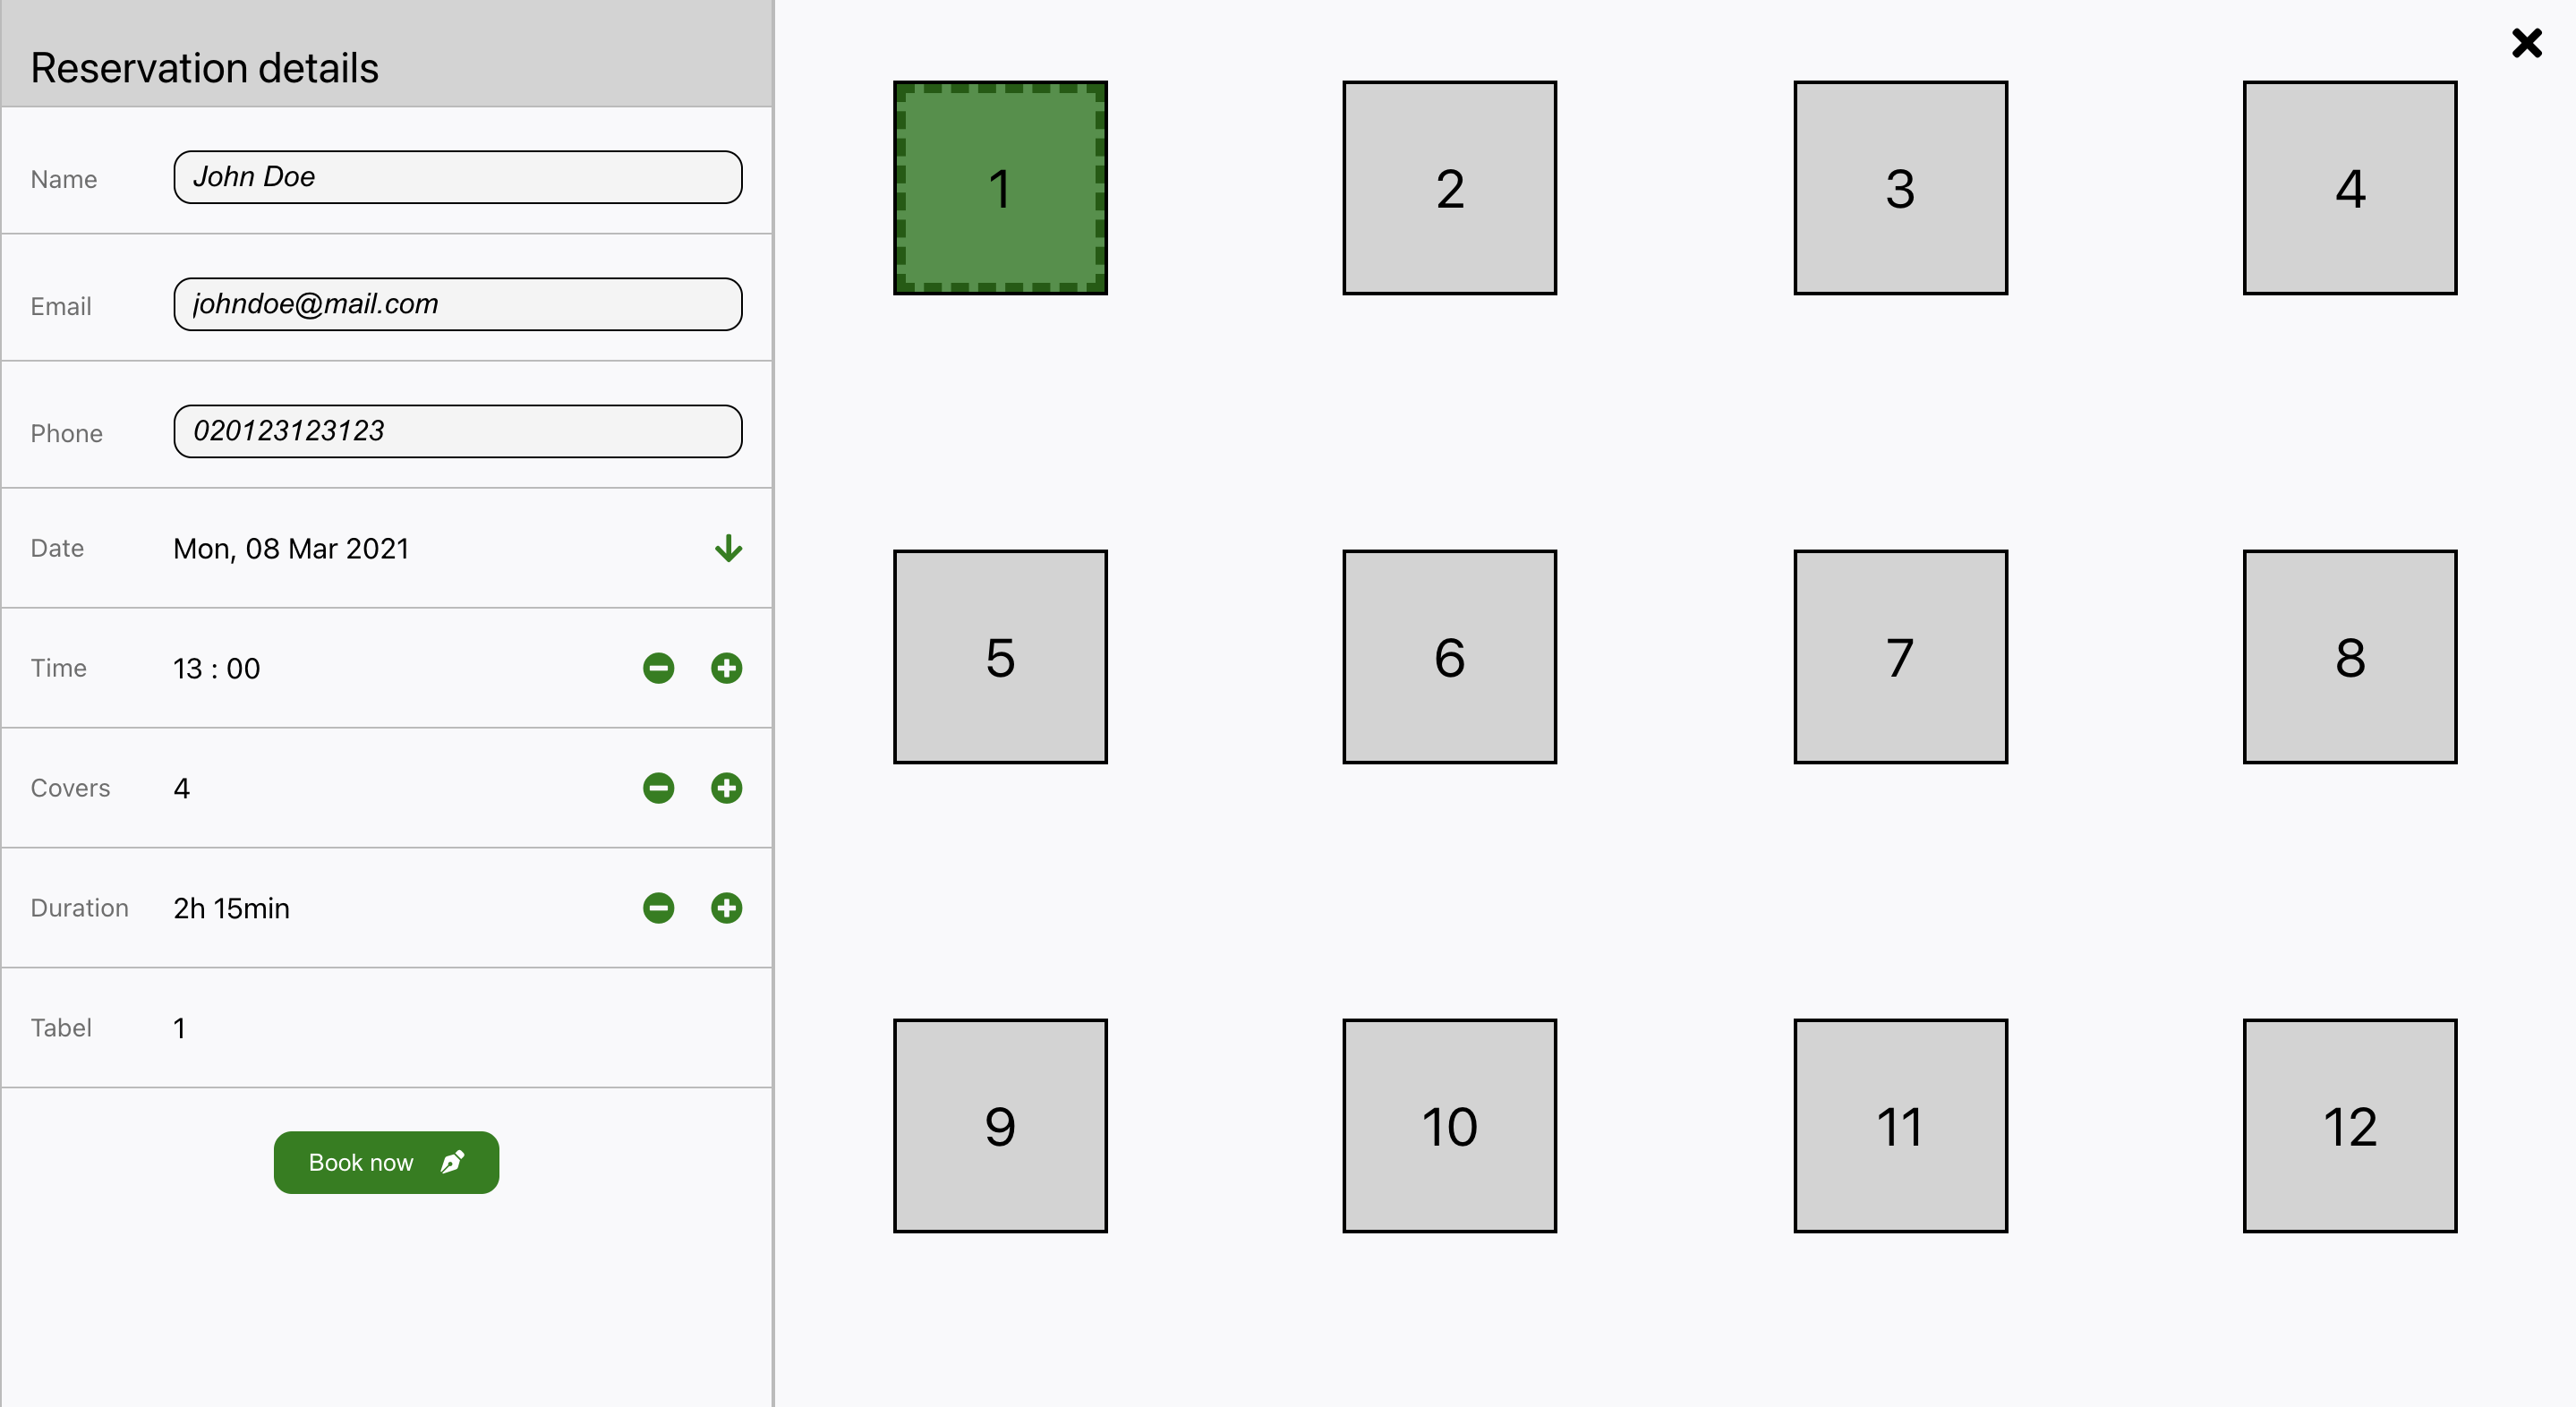 Reservation details
Name John Doe
Email johndoe@mail.com
Phone 020123123123
Date Mon, 08 Mar 2021
Time 13 : 00
Covers 4
Duration 2h 15min
Tabel 1
Book now
1 2 3 4
5 6 7 8
9 10 11 12